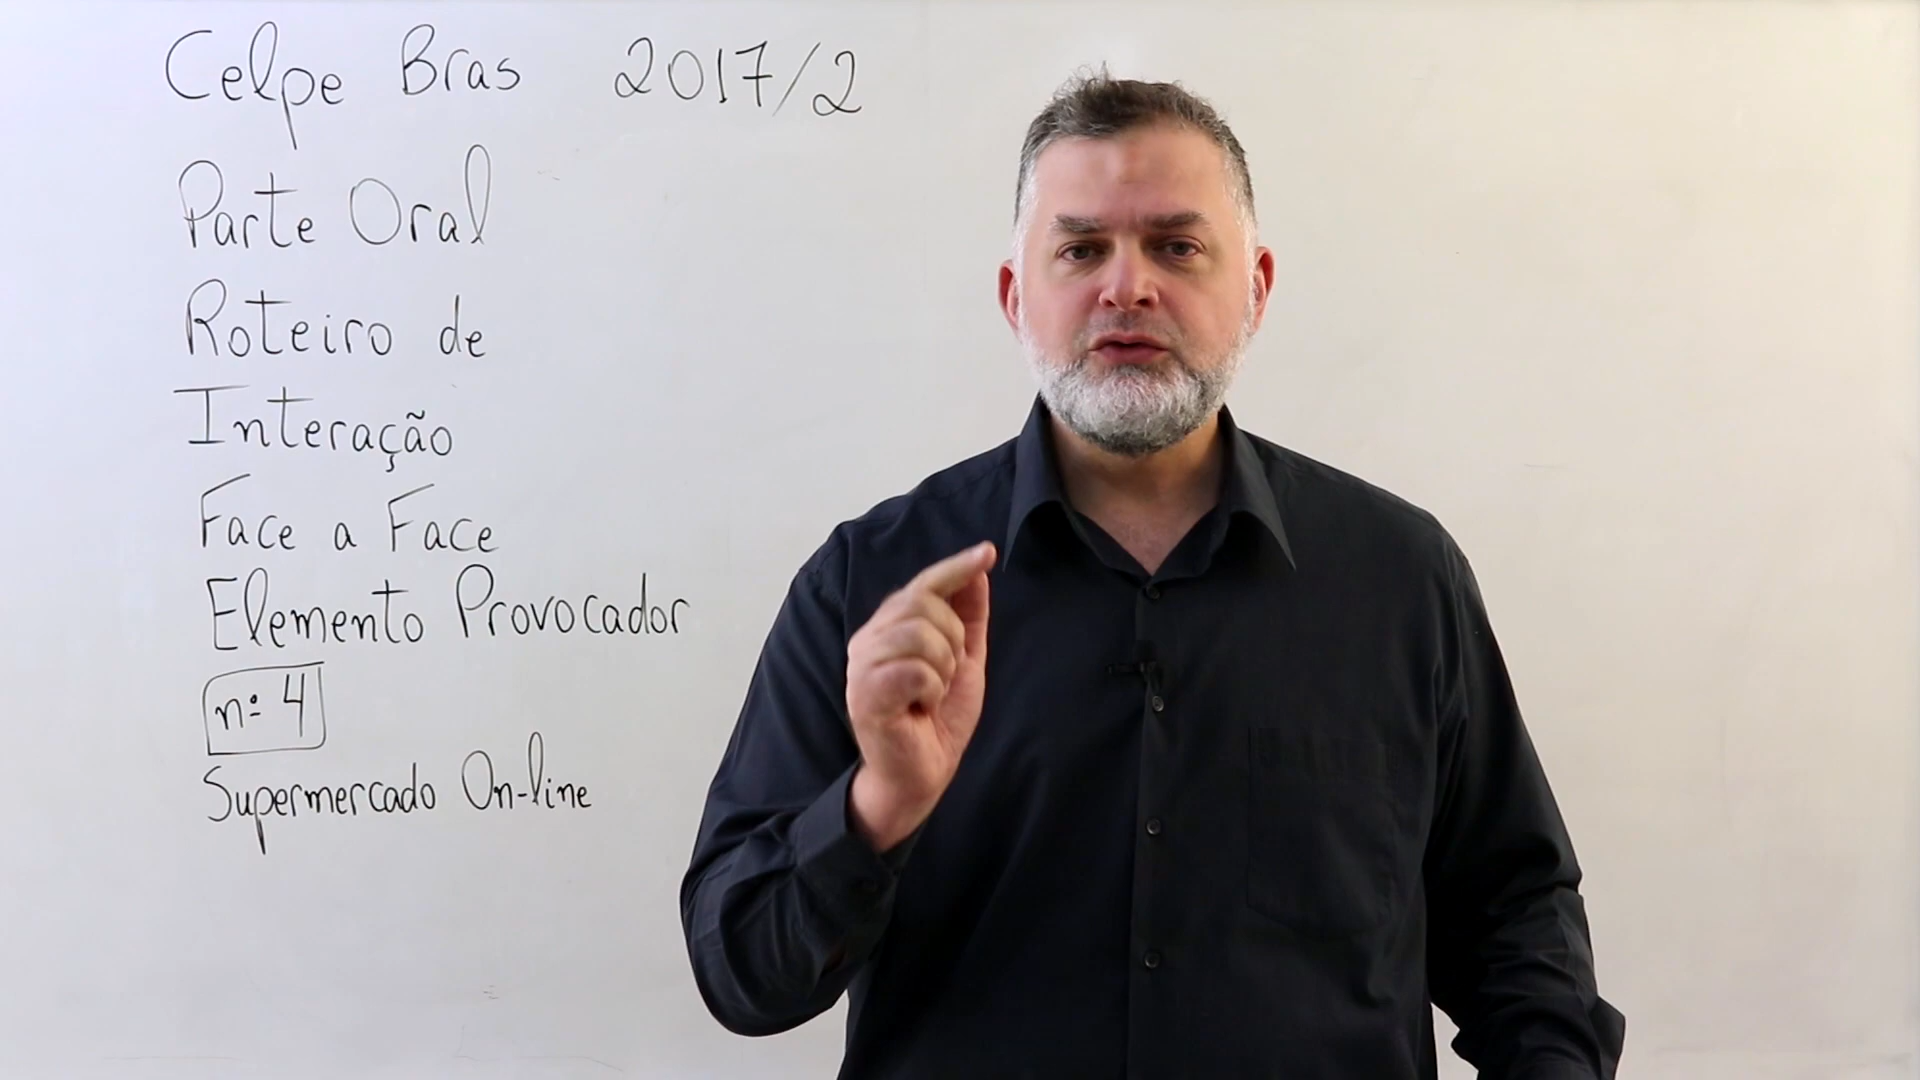 Celpe Bras 2017/2
Parte Oral
Roteiro de
Interação
Face a Face
Elemento Provocador
nº 4
Supermercado On-line